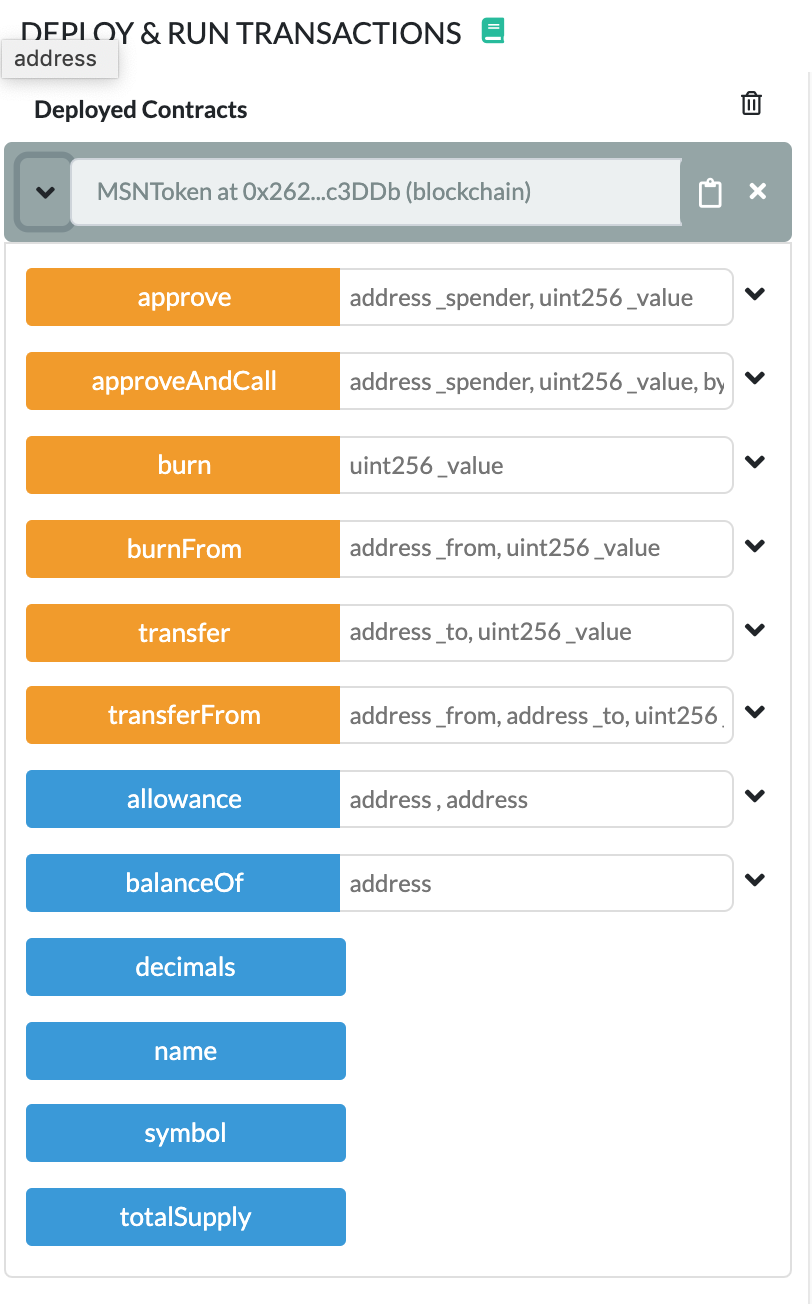 DEPLOY & RUN TRANSACTIONS
address
Deployed Contracts
MSNToken at 0x262...c3DDb (blockchain)
approve address _spender, uint256 _value
approveAndCall address _spender, uint256 _value, by
burn uint256 _value
burnFrom address _from, uint256 _value
transfer address _to, uint256 _value
transferFrom address _from, address _to, uint256 _
allowance address , address
balanceOf address
decimals
name
symbol
totalSupply